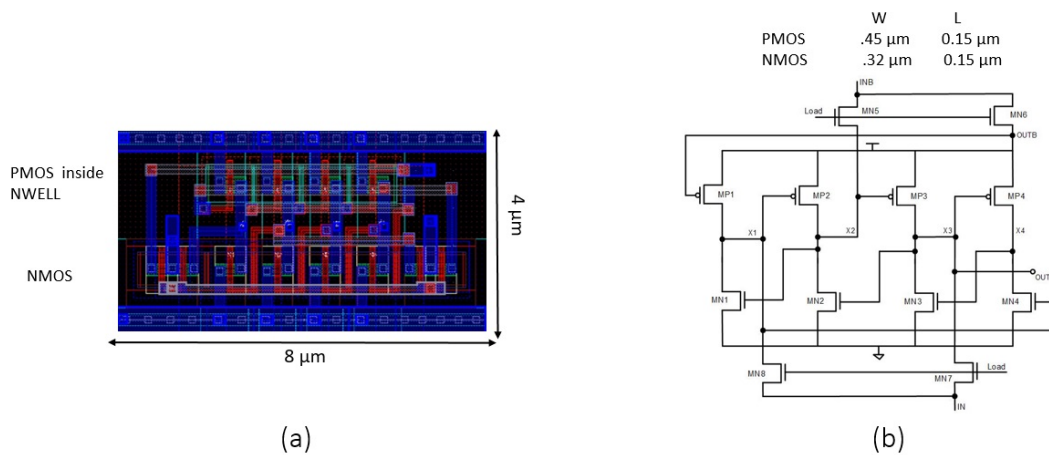 W L
PMOS .45 µm 0.15 µm
NMOS .32 µm 0.15 µm
PMOS inside
NWELL
NMOS
4 µm
8 µm
(a)
INB
Load
MN5
MN6
OUTB
MP1
MP2
MP3
MP4
X1
X2
X3
X4
OUT
MN1
MN2
MN3
MN4
MN8
MN7
Load
IN
(b)